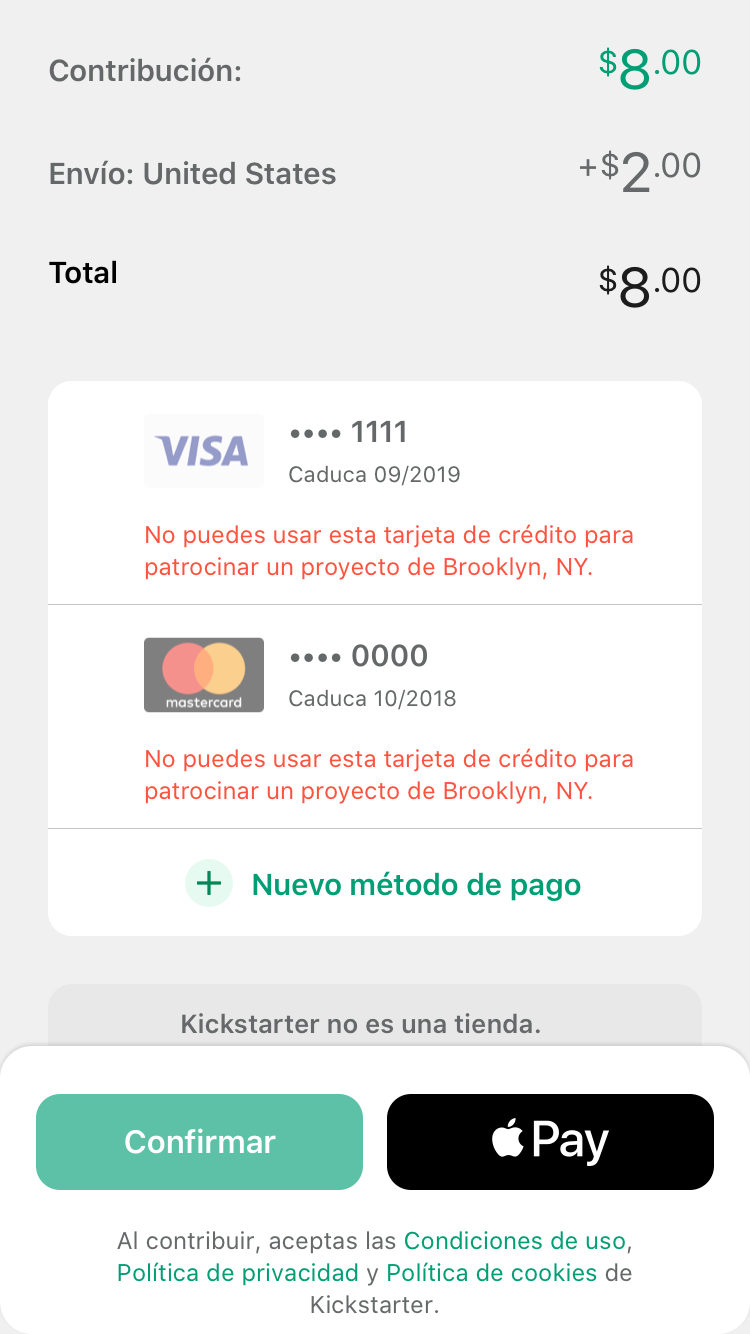 Contribución: $8.00
Envío: United States +$2.00
Total $8.00
VISA •••• 1111
Caduca 09/2019
No puedes usar esta tarjeta de crédito para
patrocinar un proyecto de Brooklyn, NY.
•••• 0000
mastercard Caduca 10/2018
No puedes usar esta tarjeta de crédito para
patrocinar un proyecto de Brooklyn, NY.
+ Nuevo método de pago
Kickstarter no es una tienda.
Confirmar Pay
Al contribuir, aceptas las Condiciones de uso,
Política de privacidad y Política de cookies de
Kickstarter.